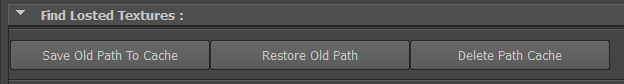 Find Losted Textures :
Save Old Path To Cache Restore Old Path Delete Path Cache